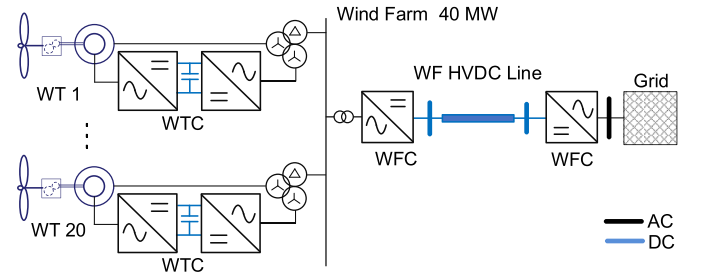 Wind Farm 40 MW
WF HVDC Line
Grid
WT 1
WTC
WFC
WFC
WT 20
WTC
AC
DC